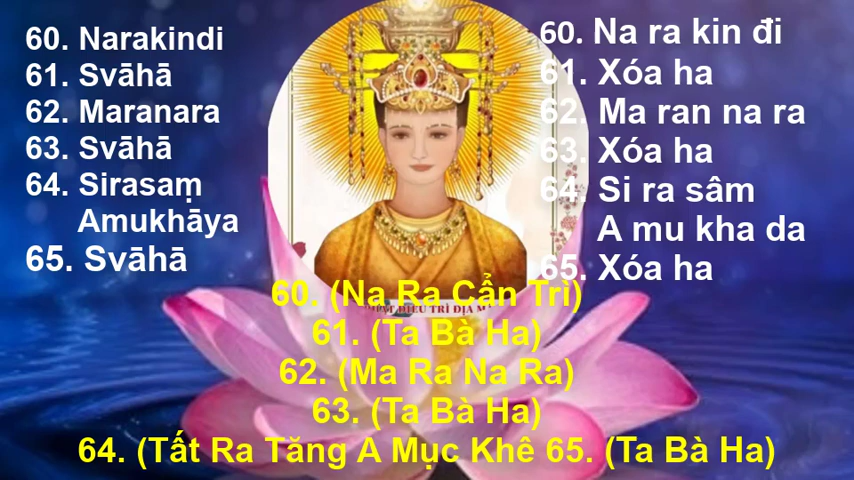 60. Narakindi
61. Svāhā
62. Maranara
63. Svāhā
64. Sirasaṃ
Amukhāya
65. Svāhā
60. Na ra kin đi
61. Xóa ha
62. Ma ran na ra
63. Xóa ha
64. Si ra sâm
A mu kha da
65. Xóa ha
60. (Na Ra Cẩn Trì)
DIÊU TRÌ ĐỊA M
61. (Ta Bà Ha)
62. (Ma Ra Na Ra)
63. (Ta Bà Ha)
64. (Tất Ra Tăng A Mục Khê 65. (Ta Bà Ha)